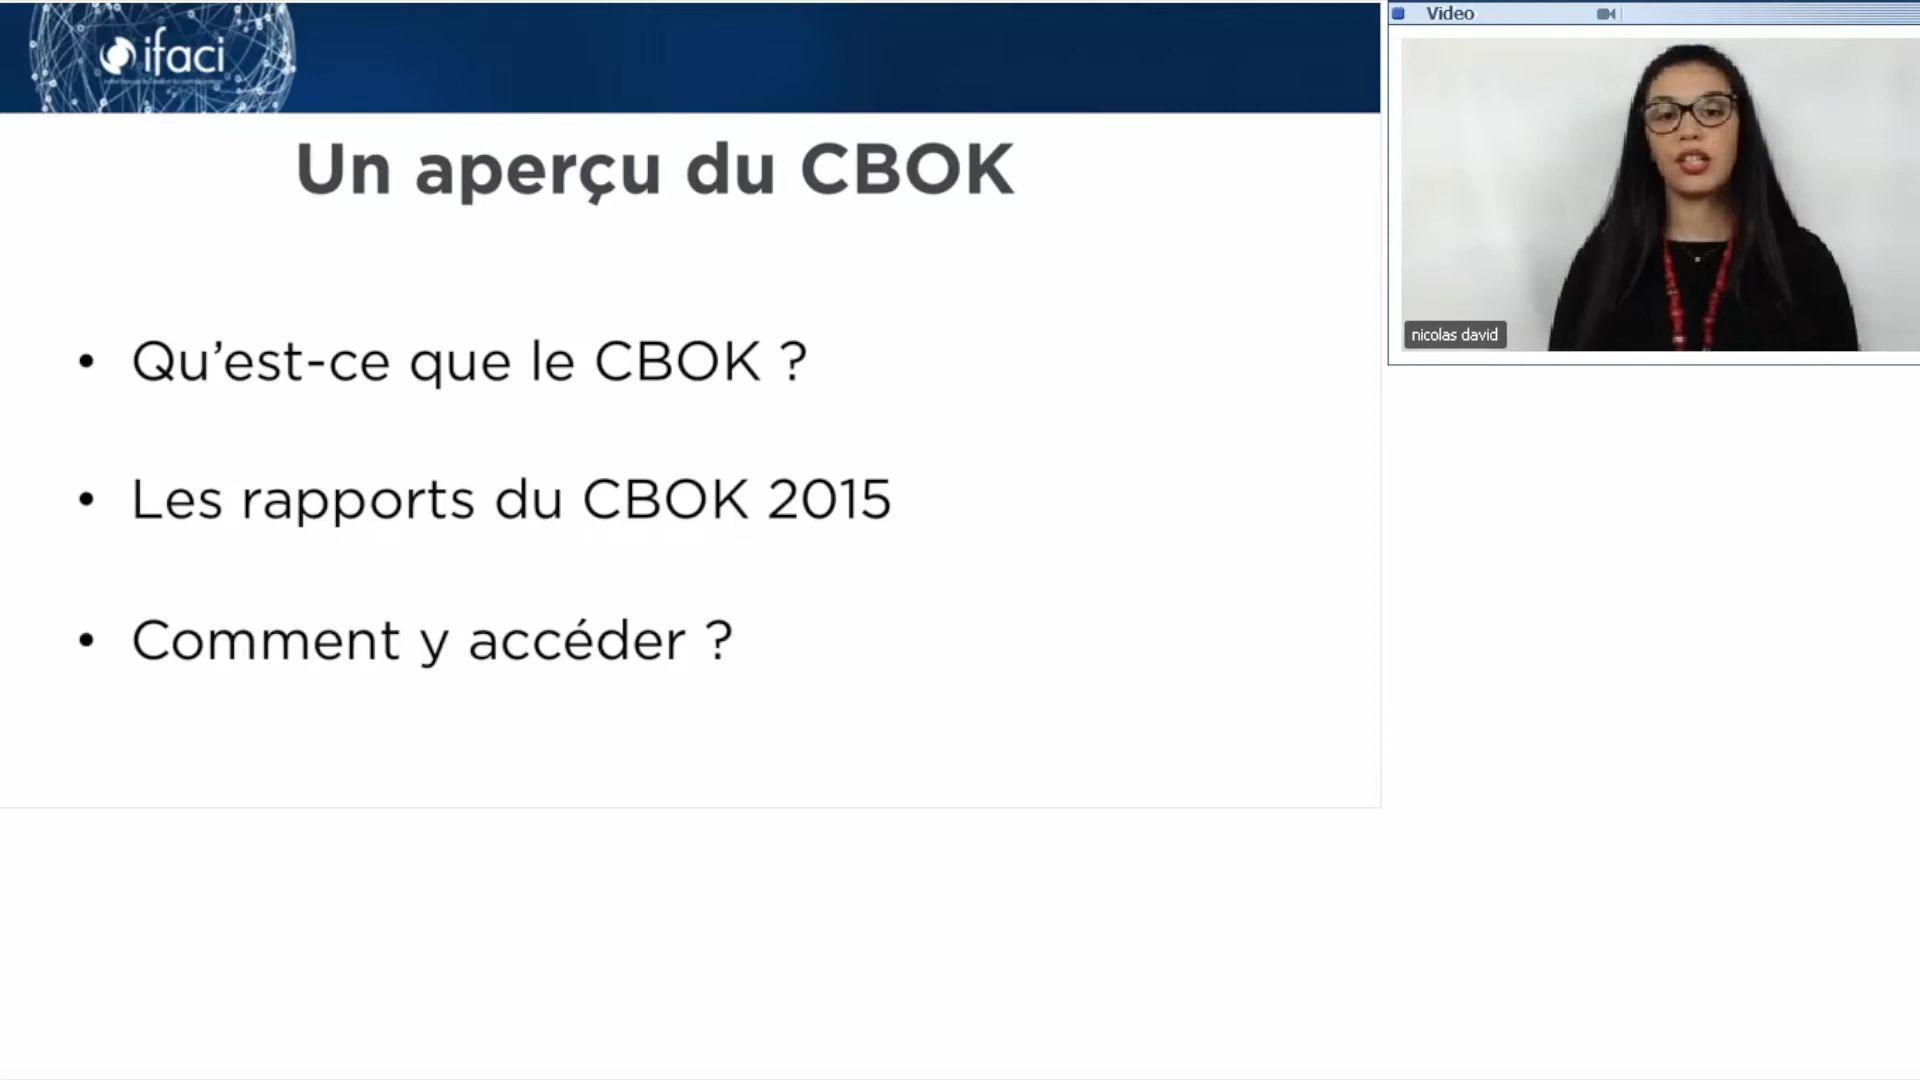 ifaci
Un aperçu du CBOK
• Qu’est-ce que le CBOK ?
• Les rapports du CBOK 2015
• Comment y accéder ?
Video
nicolas david